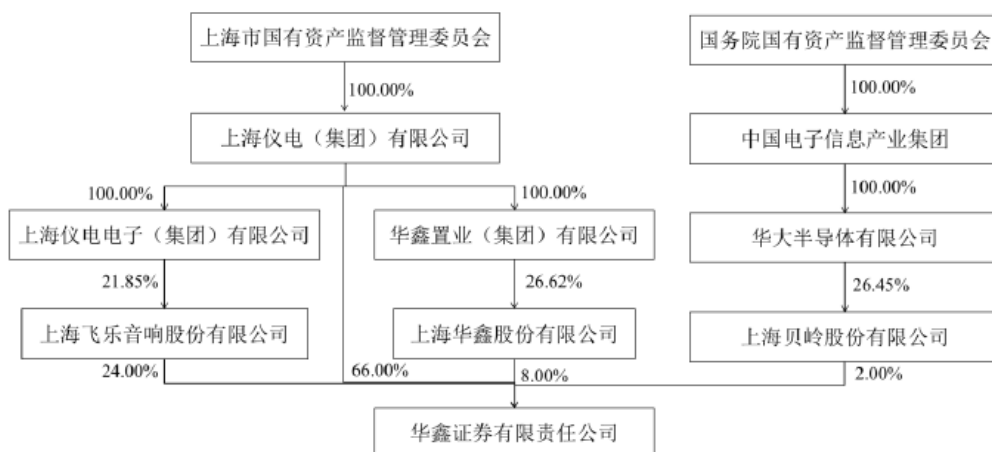 上海市国有资产监督管理委员会
国务院国有资产监督管理委员会
100.00%
100.00%
上海仪电（集团）有限公司
中国电子信息产业集团
100.00%
100.00%
100.00%
上海仪电电子（集团）有限公司
华鑫置业（集团）有限公司
华大半导体有限公司
21.85%
26.62%
26.45%
上海飞乐音响股份有限公司
上海华鑫股份有限公司
上海贝岭股份有限公司
24.00%
66.00%
8.00%
2.00%
华鑫证券有限责任公司